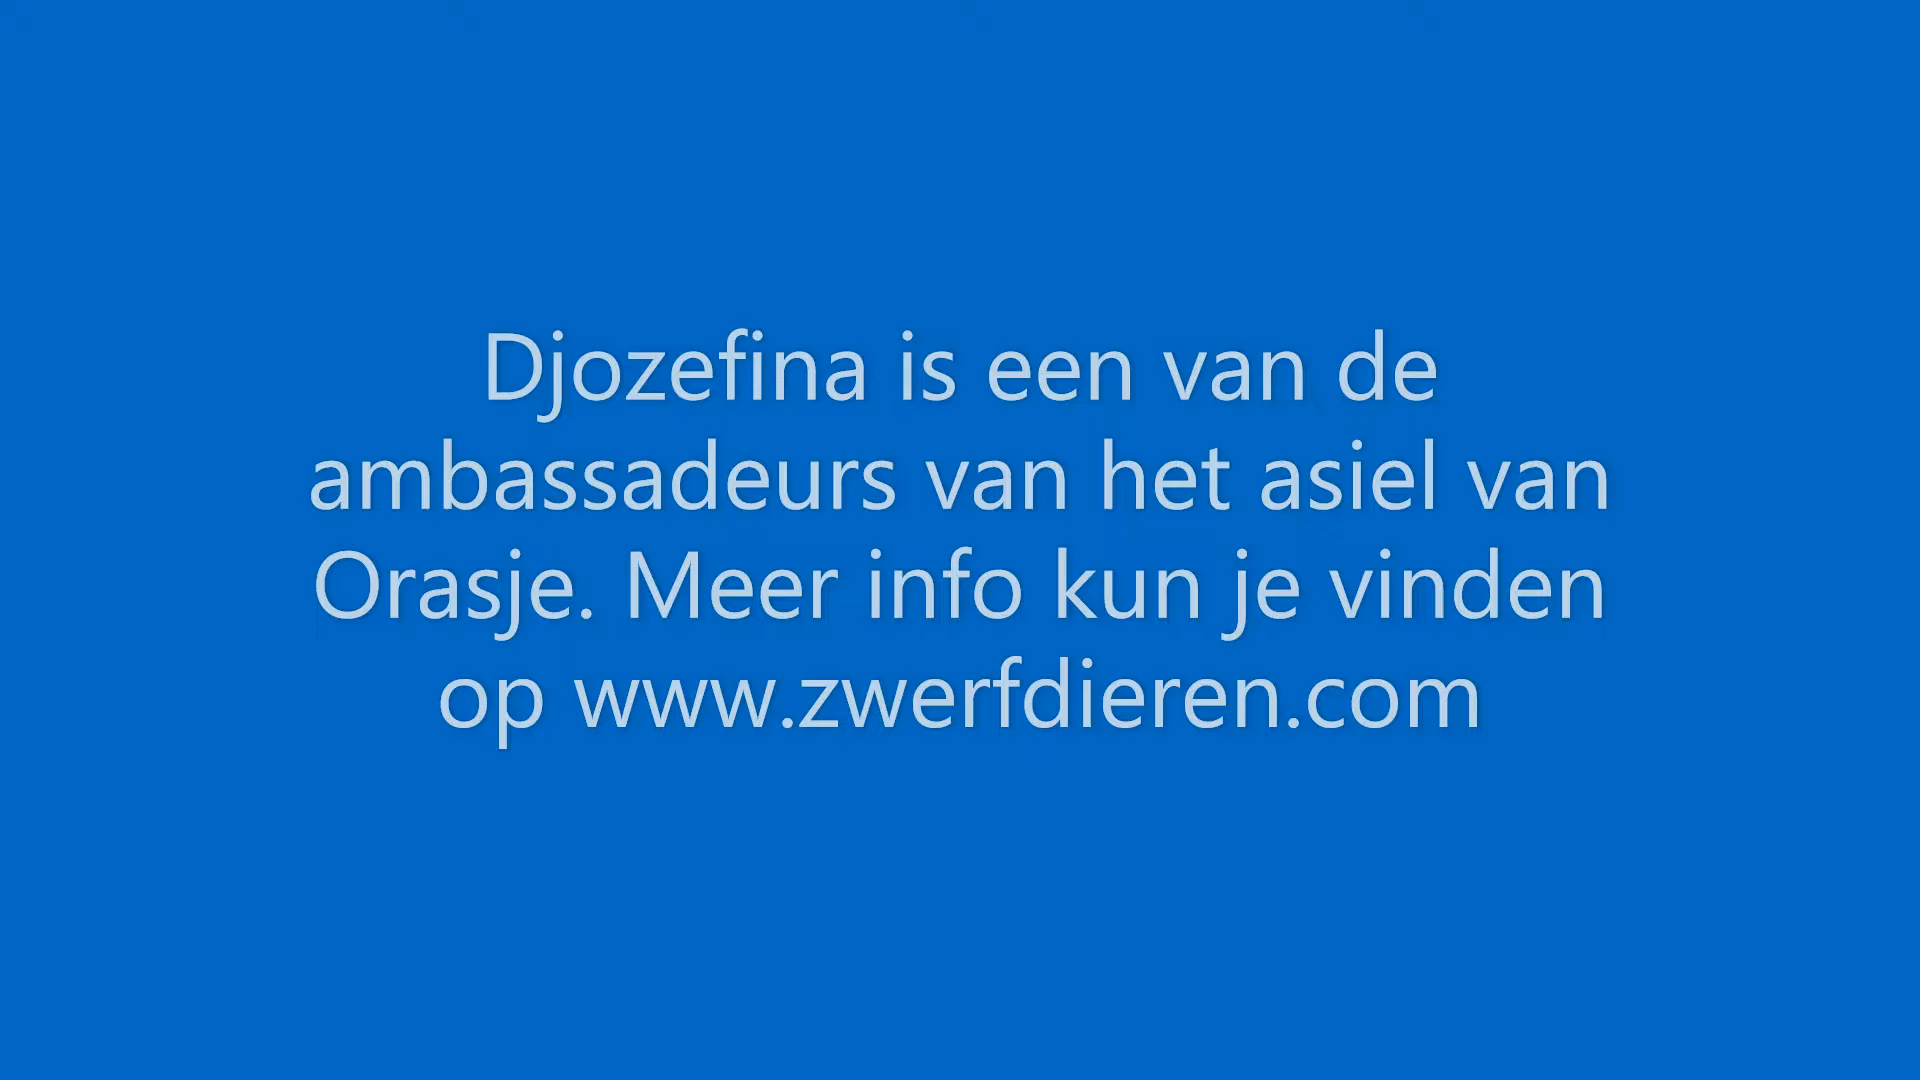 Djozefina is een van de
ambassadeurs van het asiel van
Orasje. Meer info kun je vinden
op www.zwerfdieren.com